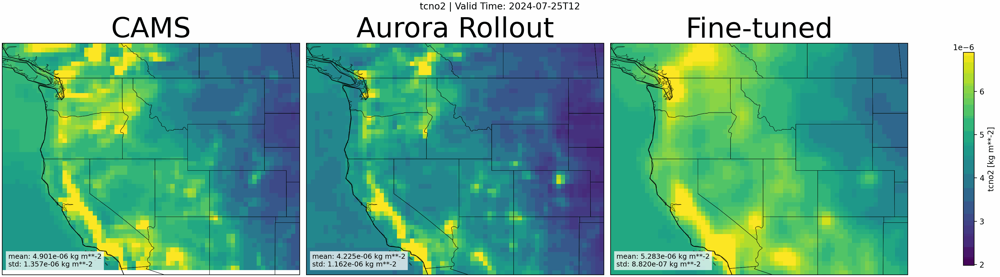 tcno2 | Valid Time: 2024-07-25T12
CAMS
Aurora Rollout
Fine-tuned
mean: 4.901e-06 kg m**-2
std: 1.357e-06 kg m**-2
mean: 4.225e-06 kg m**-2
std: 1.162e-06 kg m**-2
mean: 5.283e-06 kg m**-2
std: 8.820e-07 kg m**-2
1e−6
6
5
4
3
2
tcno2 [kg m**-2]